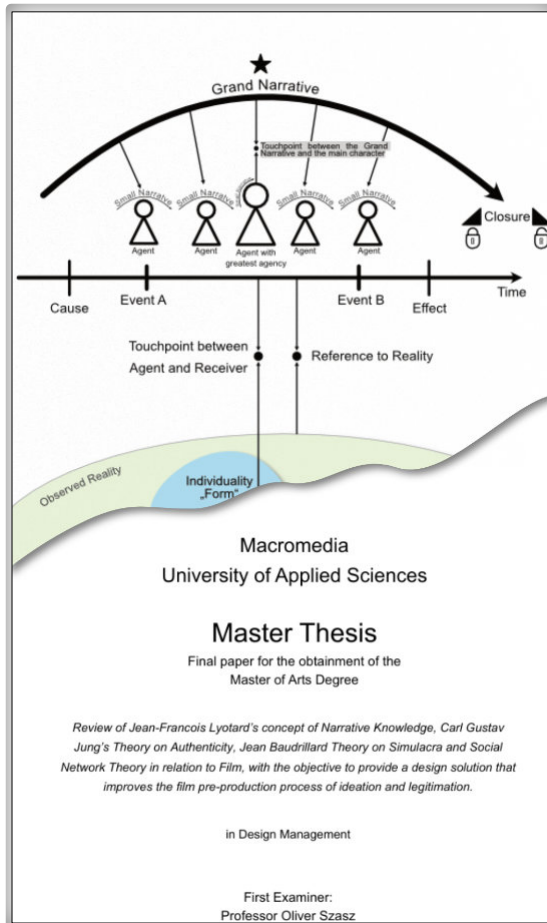 Grand Narrative
Touchpoint between the Grand
Narrative and the main character
Small Narratve
Small Narratve
Small Narratve
Small Narratve
Agent
Agent
Agent with
greatest agency
Agent
Agent
Closure
Time
Cause
Event A
Event B
Effect
Touchpoint between
Agent and Receiver
Reference to Reality
Observed Reality
Individuality
„Form“
Macromedia
University of Applied Sciences
Master Thesis
Final paper for the obtainment of the
Master of Arts Degree
Review of Jean-Francois Lyotard's concept of Narrative Knowledge, Carl Gustav
Jung's Theory on Authenticity, Jean Baudrillard Theory on Simulacra and Social
Network Theory in relation to Film, with the objective to provide a design solution that
improves the film pre-production process of ideation and legitimation.
in Design Management
First Examiner:
Professor Oliver Szasz